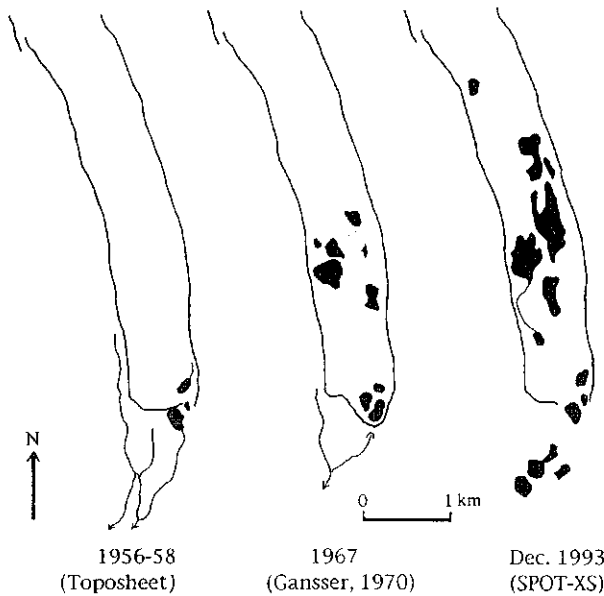 N
0 1 km
1956-58
(Toposheet)
1967
(Gansser, 1970)
Dec. 1993
(SPOT-XS)